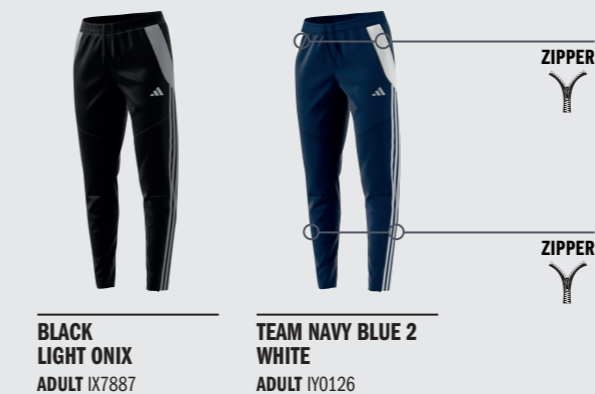 ZIPPER
ZIPPER
BLACK
LIGHT ONIX
ADULT IX7887
TEAM NAVY BLUE 2
WHITE
ADULT IY0126